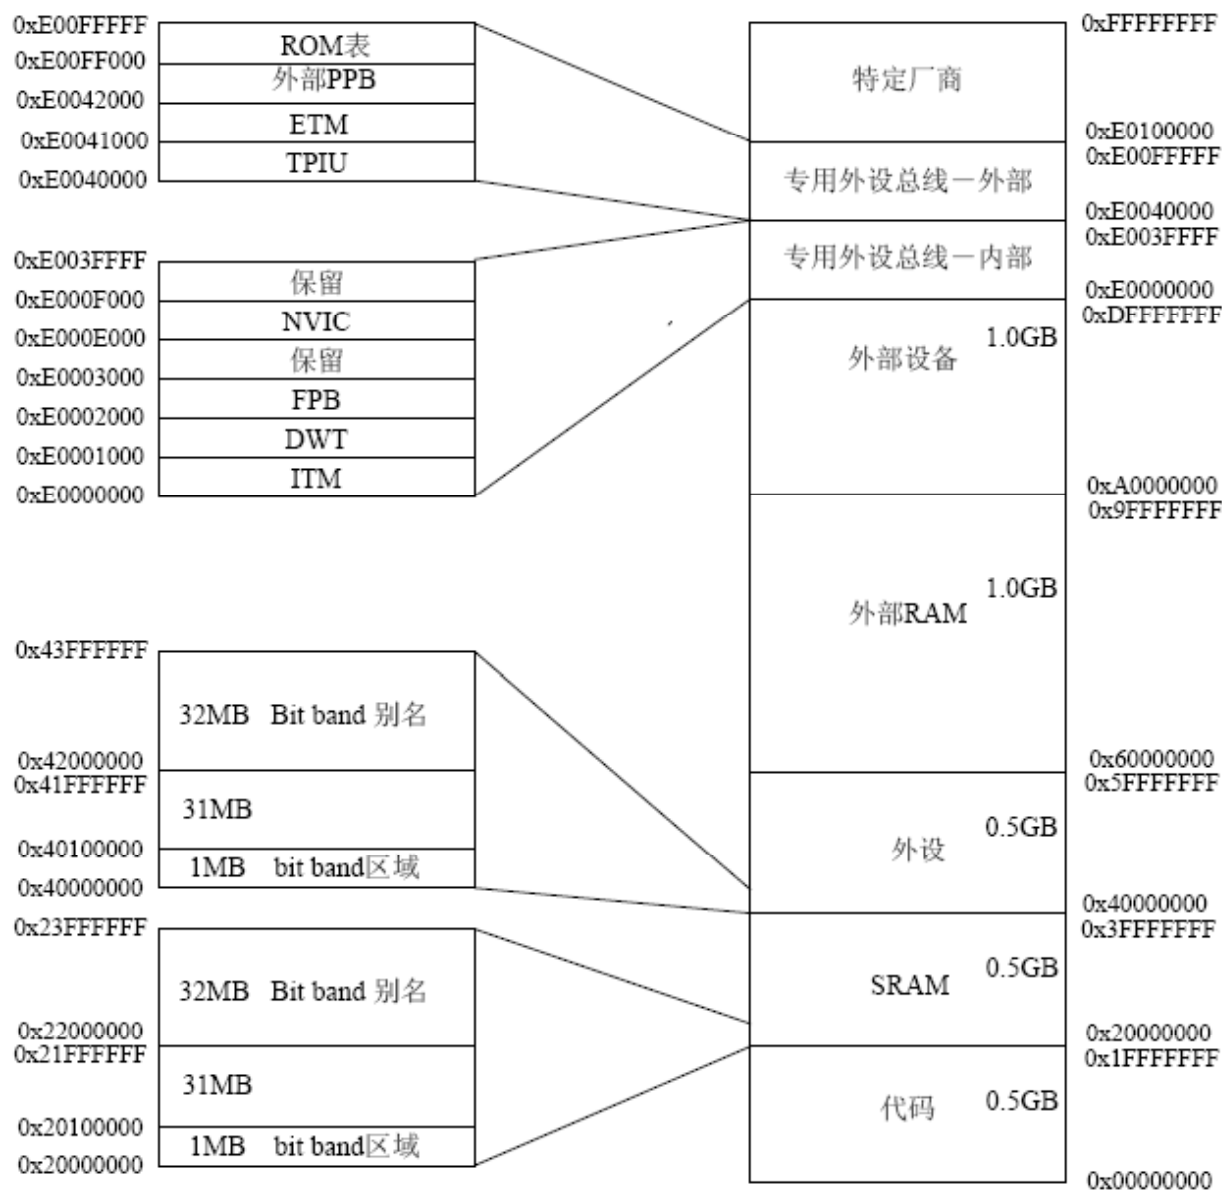 0xE00FFFFF
ROM表
0xE00FF000
外部PPB
0xE0042000
ETM
0xE0041000
TPIU
0xE0040000
0xE003FFFF
保留
0xE000F000
NVIC
0xE000E000
保留
0xE0003000
FPB
0xE0002000
DWT
0xE0001000
ITM
0xE0000000
0x43FFFFFF
32MB Bit band 别名
0x42000000
0x41FFFFFF
31MB
0x40100000
1MB bit band区域
0x40000000
0x23FFFFFF
32MB Bit band 别名
0x22000000
0x21FFFFFF
31MB
0x20100000
1MB bit band区域
0x20000000
0xFFFFFFFF
特定厂商
0xE0100000
0xE00FFFFF
专用外设总线－外部
0xE0040000
0xE003FFFF
专用外设总线－内部
0xE0000000
0xDFFFFFFF
1.0GB
外部设备
0xA0000000
0x9FFFFFFF
1.0GB
外部RAM
0x60000000
0x5FFFFFFF
0.5GB
外设
0x40000000
0x3FFFFFFF
0.5GB
SRAM
0x20000000
0x1FFFFFFF
0.5GB
代码
0x00000000